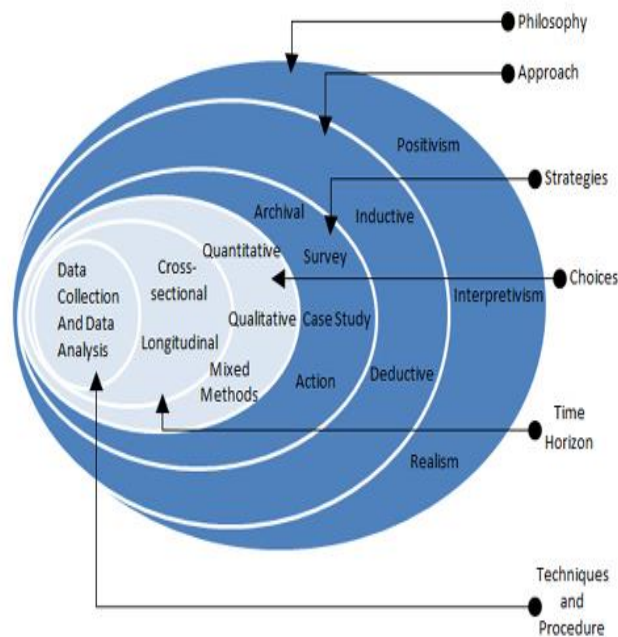 Philosophy
Approach
Positivism
Strategies
Archival
Inductive
Quantitative
Survey
Data
Collection
And Data
Analysis
Cross-
sectional
Choices
Interpretivism
Qualitative
Case Study
Longitudinal
Mixed
Methods
Action
Deductive
Time
Horizon
Realism
Techniques
and
Procedure